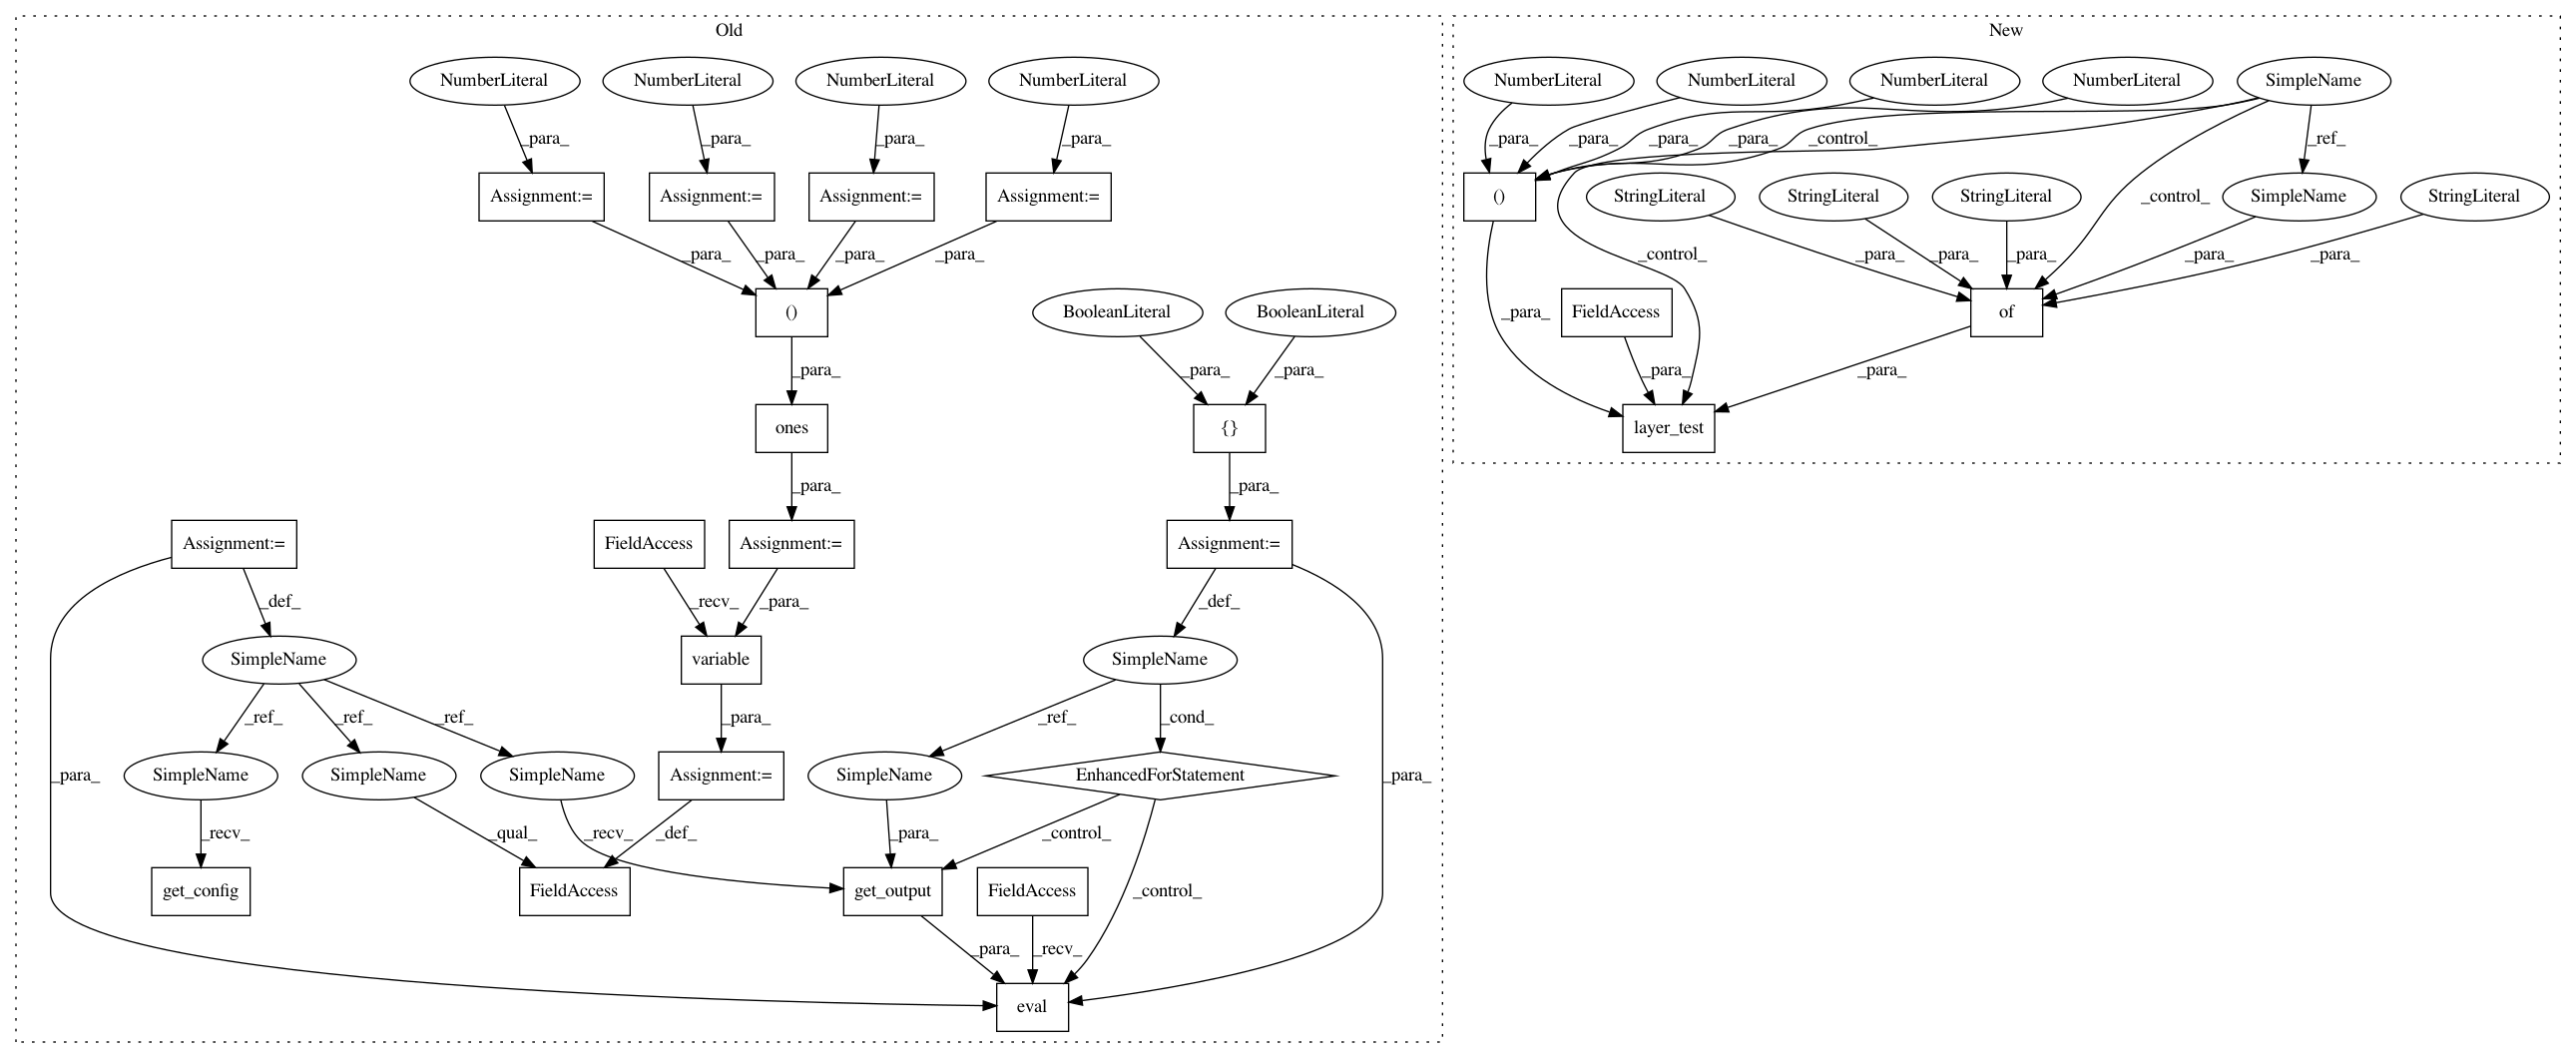 Old
New
NumberLiteral NumberLiteral NumberLiteral NumberLiteral
NumberLiteral NumberLiteral NumberLiteral NumberLiteral SimpleName
_para_ _para_ _para_ _para_
_para_ _para_ _para_ _para_ _control_ _ref_
Assignment:= Assignment:= Assignment:= Assignment:=
() StringLiteral StringLiteral StringLiteral SimpleName StringLiteral
_control_
_para_ _para_ _para_ _para_
_control_ _para_ _para_ _para_ _para_ _para_
() BooleanLiteral BooleanLiteral
_para_ FieldAccess of
_para_ _para_ _para_
_para_ _para_
ones {}
layer_test
_para_ _para_
Assignment:= FieldAccess Assignment:= Assignment:=
_def_ _recv_ _para_ _def_
SimpleName variable SimpleName
_ref_ _ref_ _ref_ _para_ _ref_ _cond_
_para_ SimpleName SimpleName SimpleName Assignment:= SimpleName EnhancedForStatement _para_
_recv_ _qual_ _recv_ _def_ _para_ _control_
get_config FieldAccess get_output FieldAccess _control_
_para_ _recv_
eval